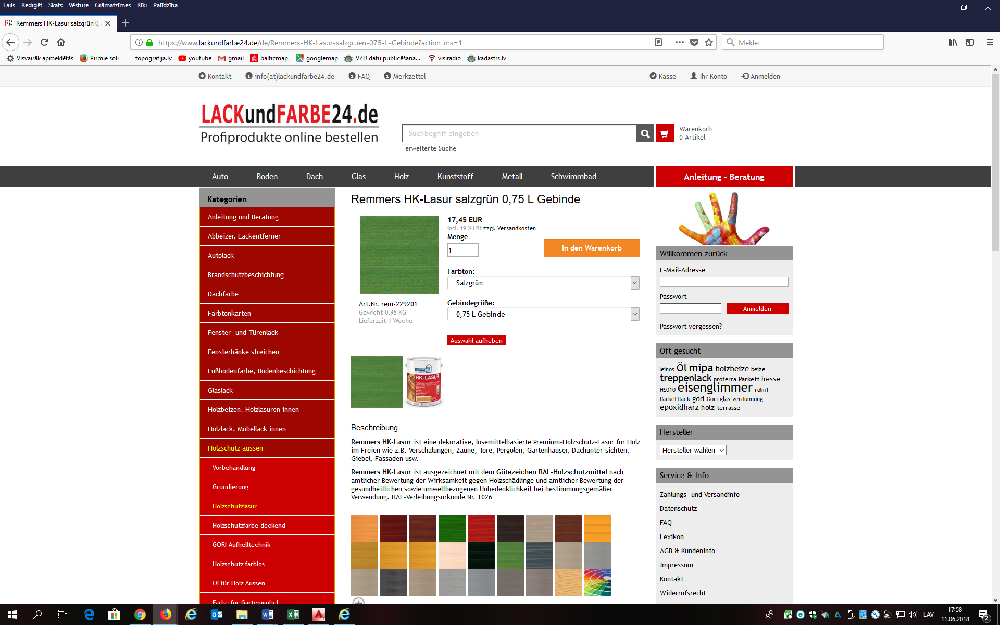 Fails Rediģēt Skats Vēsture Grāmatzīmes Rīki Palīdzība
LF24 Remmers HK-Lasur salzgrün 0,7
https://www.lackundfarbe24.de/de/Remmers-HK-Lasur-salzgruen-075-L-Gebinde?action_ms=1
Meklēt
Visvairāk apmeklētās Pirmie soļi topografija.lv youtube gmail balticmap. googlemap VZD datu publicēšana... visiradio kadastrs.lv
Kontakt info(at)lackundfarbe24.de FAQ Merkzettel Kasse Ihr Konto Anmelden
LACKundFARBE24.de
Profiprodukte online bestellen
Suchbegriff eingeben
erweiterte Suche
Warenkorb
0 Artikel
Auto Boden Dach Glas Holz Kunststoff Metall Schwimmbad Anleitung - Beratung
Kategorien
Anleitung und Beratung
Abbeizer, Lackentferner
Autolack
Brandschutzbeschichtung
Dachfarbe
Farbtonkarten
Fenster- und Türenlack
Fensterbänke streichen
Fußbodenfarbe, Bodenbeschichtung
Glaslack
Holzbeizen, Holzlasuren innen
Holzlack, Möbellack innen
Holzschutz aussen
Vorbehandlung
Grundierung
Holzschutzlasur
Holzschutzfarbe deckend
GORI Aufhelltechnik
Holzschutz farblos
Öl für Holz Aussen
Farbe für Gartenmöbel
Remmers HK-Lasur salzgrün 0,75 L Gebinde
17,45 EUR
incl. 19 % USt zzgl. Versandkosten
Menge
1
In den Warenkorb
Farbton:
Salzgrün
Gebindegröße:
0,75 L Gebinde
Auswahl aufheben
Art.Nr. rem-229201
Gewicht 0,96 KG
Lieferzeit 1 Woche
remmers
HK-LASUR
Beschreibung
Remmers HK-Lasur ist eine dekorative, lösemittelbasierte Premium-Holzschutz-Lasur für Holz
im Freien wie z.B. Verschalungen, Zäune, Tore, Pergolen, Gartenhäuser, Dachunter-sichten,
Giebel, Fassaden usw.
Remmers HK-Lasur ist ausgezeichnet mit dem Gütezeichen RAL-Holzschutzmittel nach
amtlicher Bewertung der Wirksamkeit gegen Holzschädlinge und amtlicher Bewertung der
gesundheitlichen sowie umweltbezogenen Unbedenklichkeit bei bestimmungsgemäßer
Verwendung. RAL-Verleihungsurkunde Nr. 1026
Willkommen zurück
E-Mail-Adresse
Passwort
Anmelden
Passwort vergessen?
Oft gesucht
leinos Öl mipa holzbeize beize
treppenlack proterra Parkett hesse
HS010 eisenglimmer rolm1
Parkettlack gori Gori glas verdünnung
epoxidharz holz terrasse
Hersteller
Hersteller wählen
Service & Info
Zahlungs- und Versandinfo
Datenschutz
FAQ
Lexikon
AGB & Kundeninfo
Impressum
Kontakt
Widerrufsrecht
LAV
17:58
11.06.2018
2